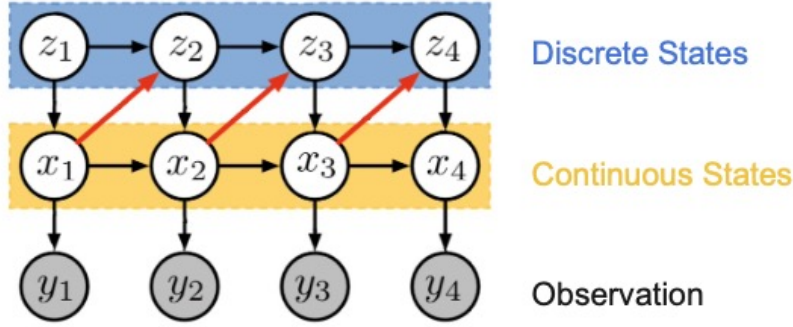 z1 z2 z3 z4 Discrete States
x1 x2 x3 x4 Continuous States
y1 y2 y3 y4 Observation